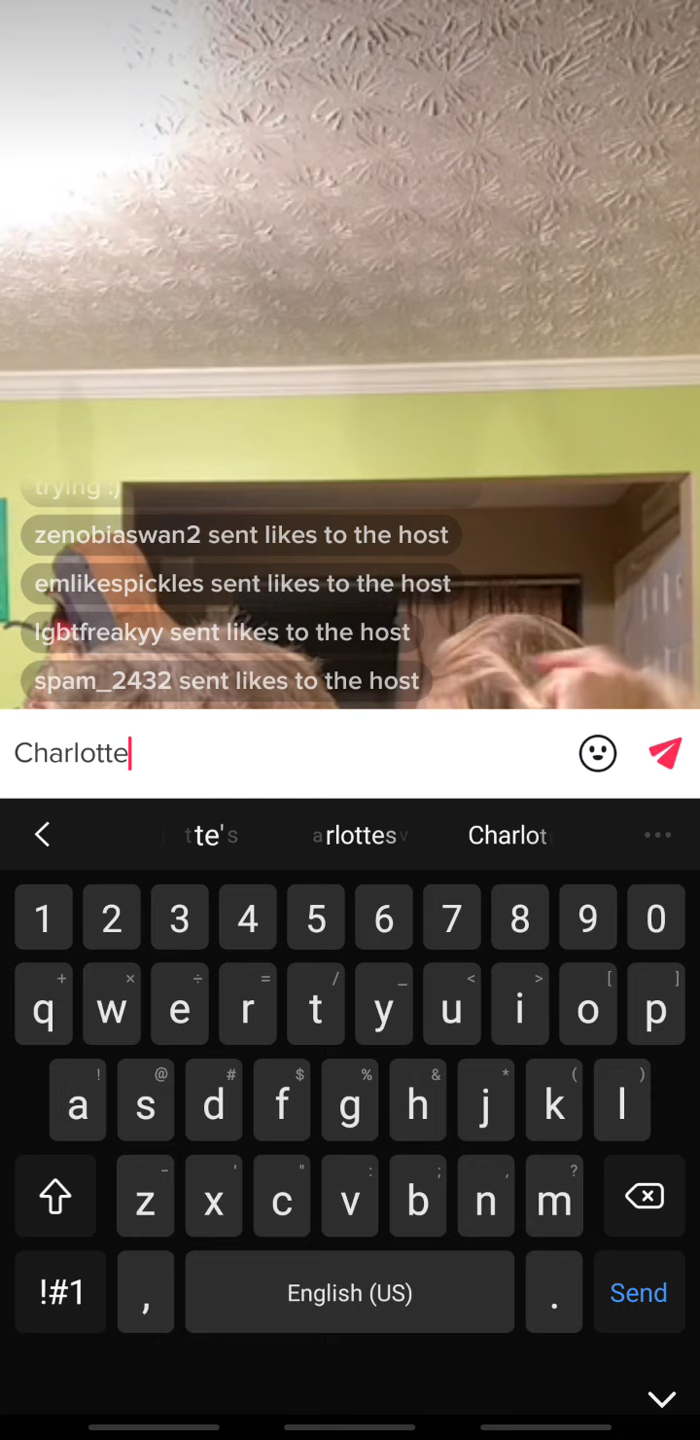 trying :)
zenobiaswan2 sent likes to the host
emlikespickles sent likes to the host
lgbtfreakyy sent likes to the host
spam_2432 sent likes to the host
Charlotte
te's arlottes Charlot
1 2 3 4 5 6 7 8 9 0
+ × ÷ = / _ < > [ ]
q w e r t y u i o p
! @ # $ % & * ( )
a s d f g h j k l
- ' " : ; , ?
z x c v b n m
!#1 , English (US) . Send